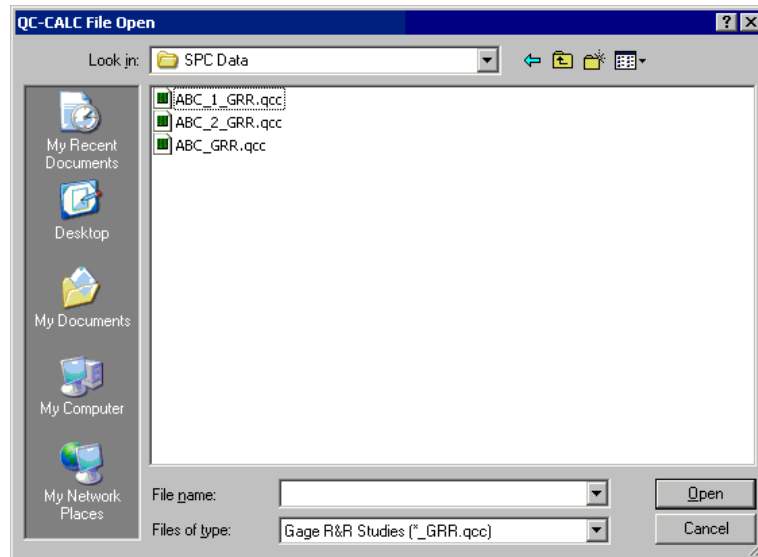 QC-CALC File Open
Look in: SPC Data
My Recent
Documents
Desktop
My Documents
My Computer
My Network
Places
ABC_1_GRR.qcc
ABC_2_GRR.qcc
ABC_GRR.qcc
File name:
Open
Files of type: Gage R&R Studies (*_GRR.qcc)
Cancel